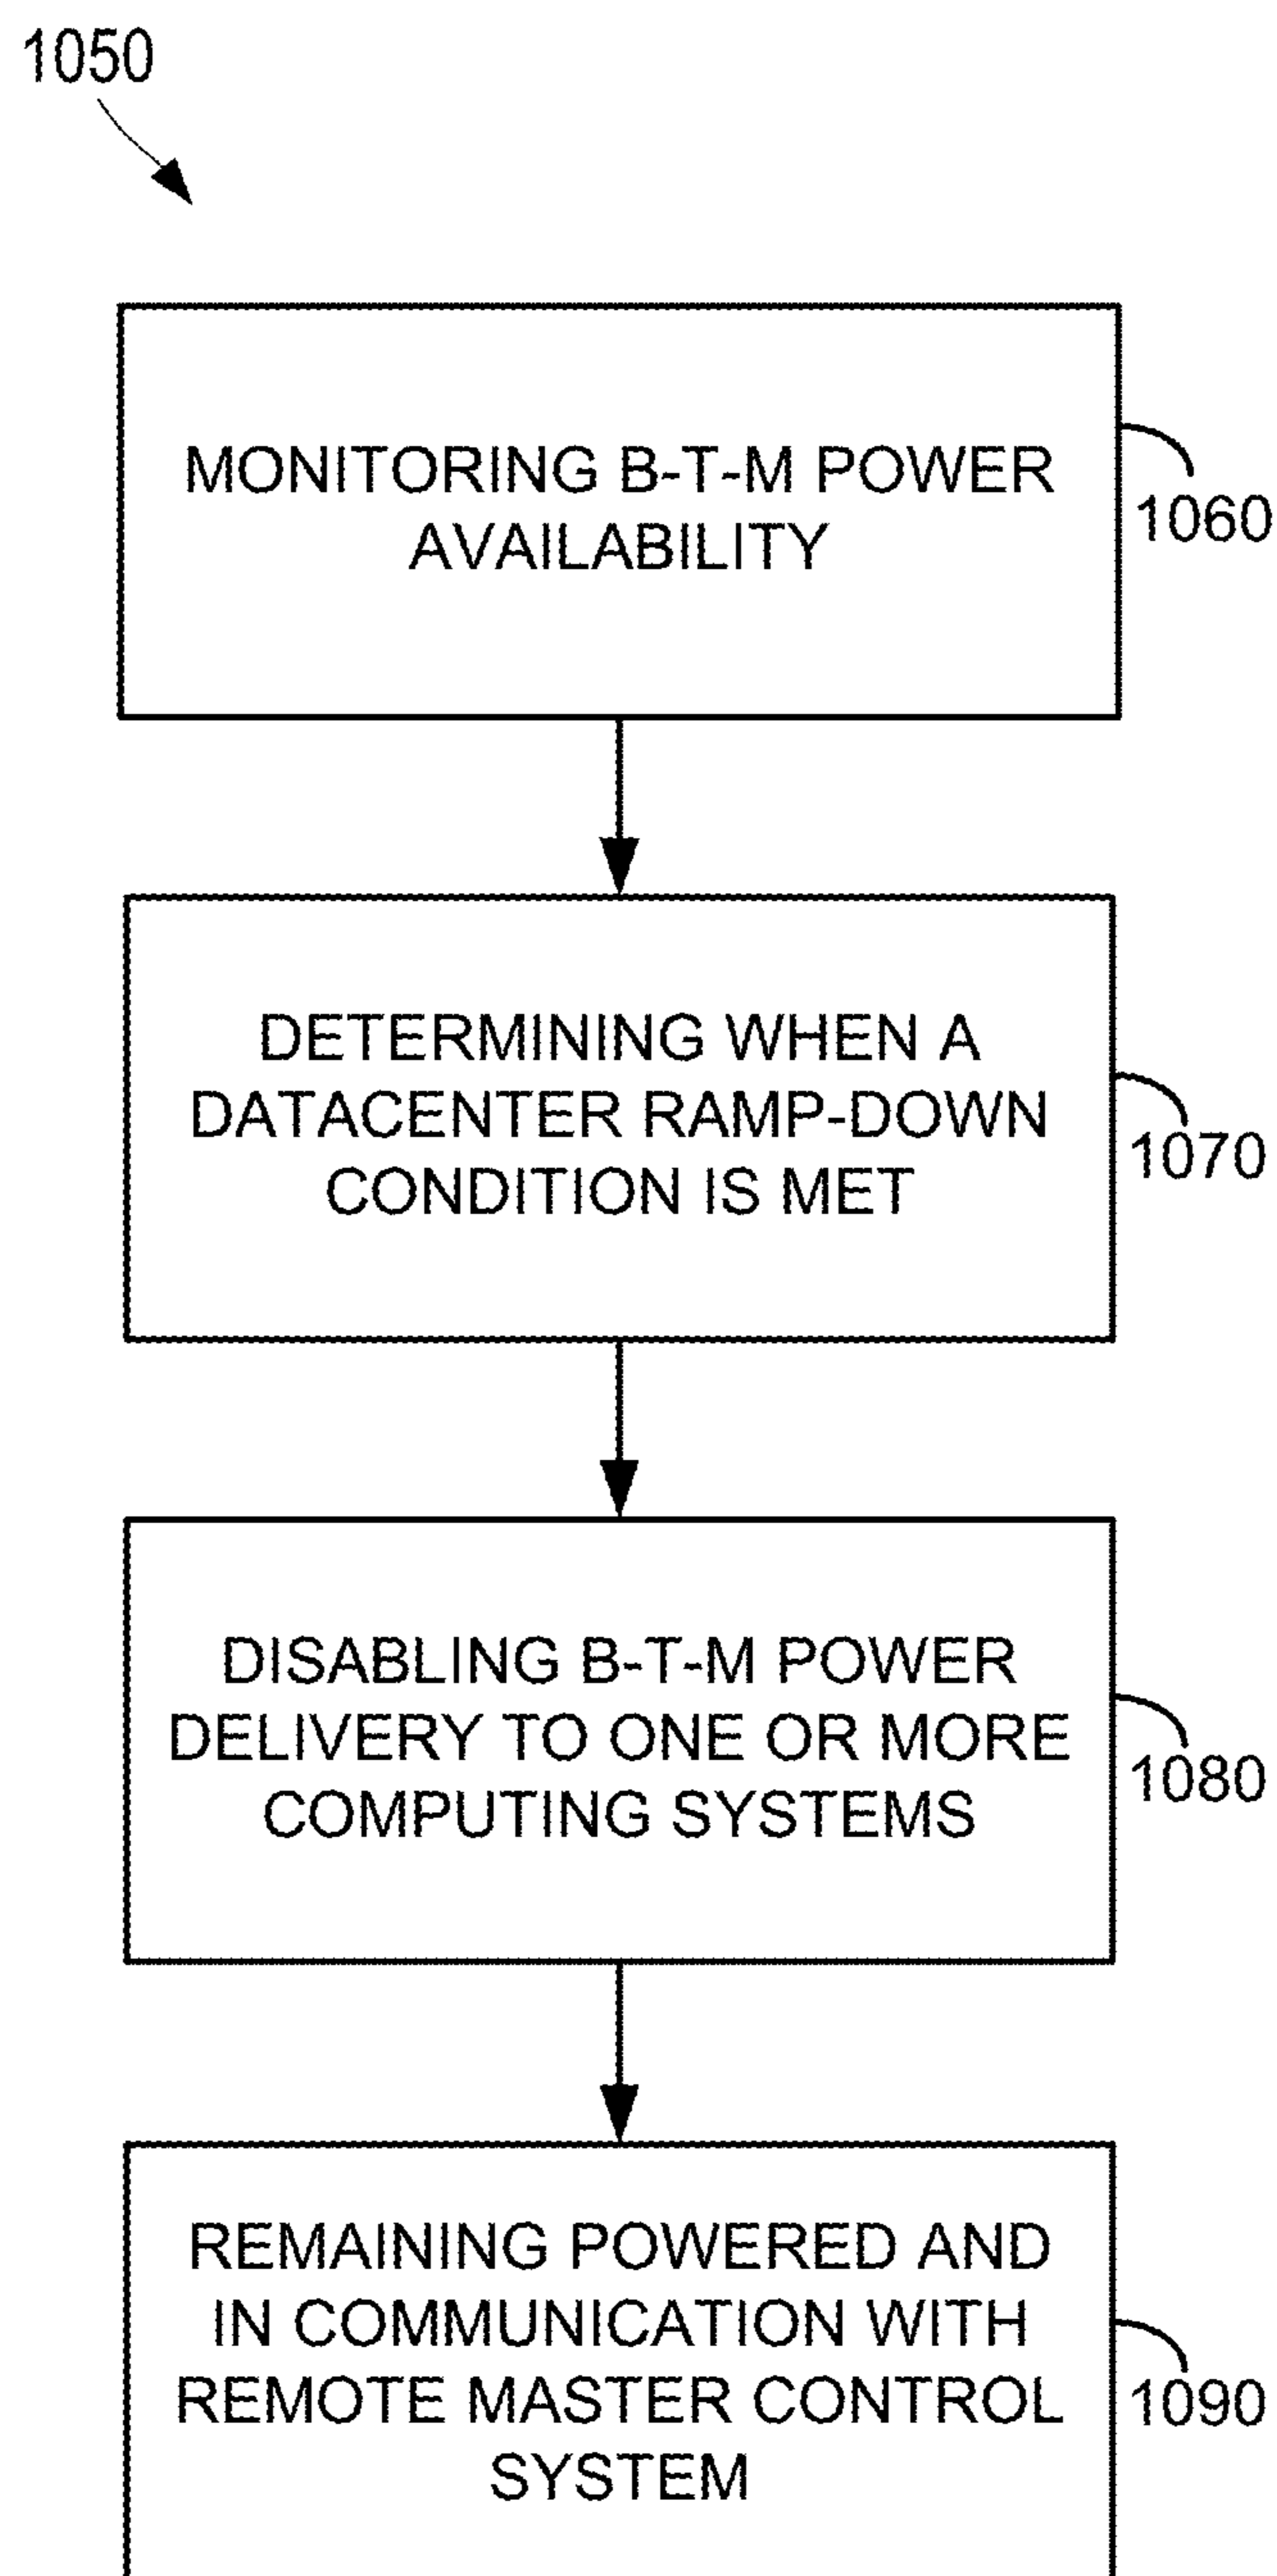 1050
MONITORING B-T-M POWER
AVAILABILITY
1060
DETERMINING WHEN A
DATACENTER RAMP-DOWN
CONDITION IS MET
1070
DISABLING B-T-M POWER
DELIVERY TO ONE OR MORE
COMPUTING SYSTEMS
1080
REMAINING POWERED AND
IN COMMUNICATION WITH
REMOTE MASTER CONTROL
SYSTEM
1090